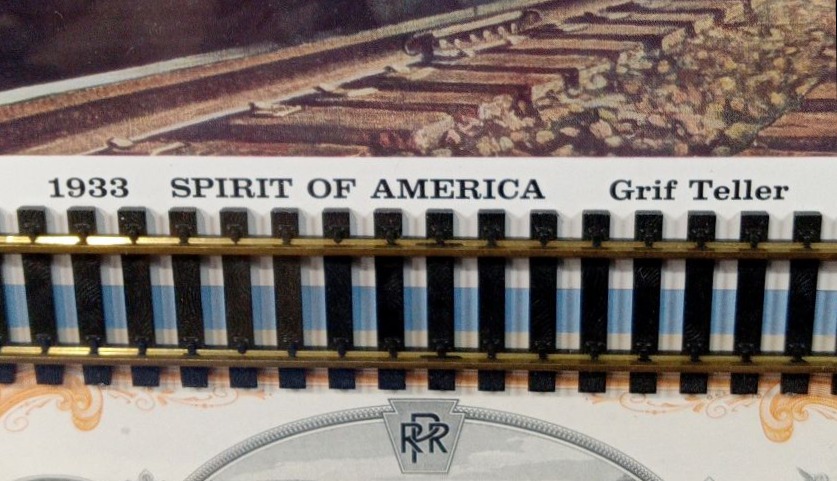 1933 SPIRIT OF AMERICA Grif Teller
PRR